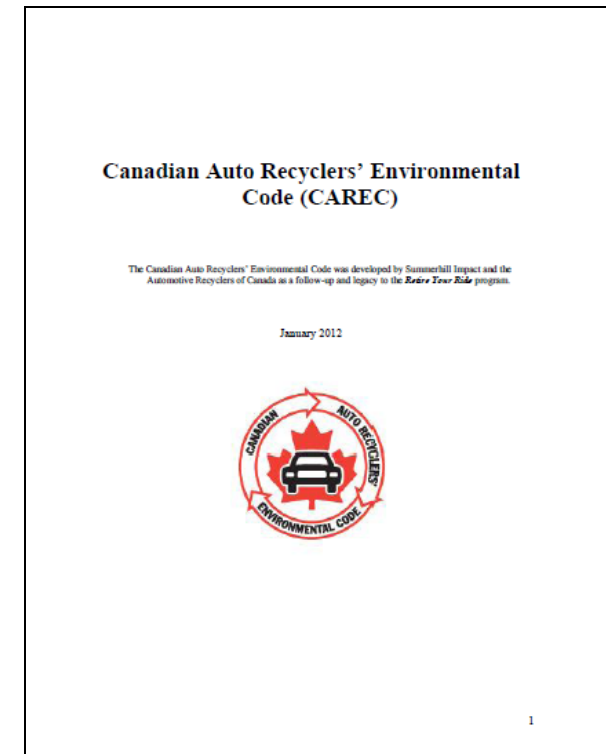 Canadian Auto Recyclers’ Environmental
Code (CAREC)
The Canadian Auto Recyclers’ Environmental Code was developed by Summerhill Impact and the
Automotive Recyclers of Canada as a follow-up and legacy to the Retire Your Ride program.
January 2012
CANADIAN
AUTO RECYCLERS'
ENVIRONMENTAL CODE
1